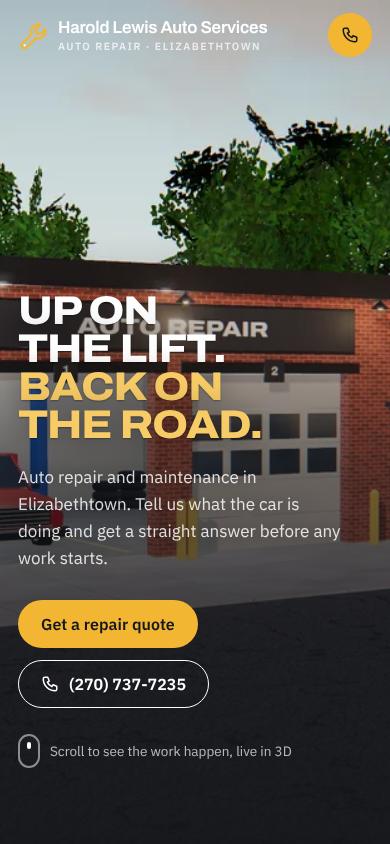 Harold Lewis Auto Services
AUTO REPAIR · ELIZABETHTOWN
UP ON
AUTO REPAIR
THE LIFT.
1
2
BACK ON
THE ROAD.
Auto repair and maintenance in
Elizabethtown. Tell us what the car is
doing and get a straight answer before any
work starts.
Get a repair quote
(270) 737-7235
Scroll to see the work happen, live in 3D